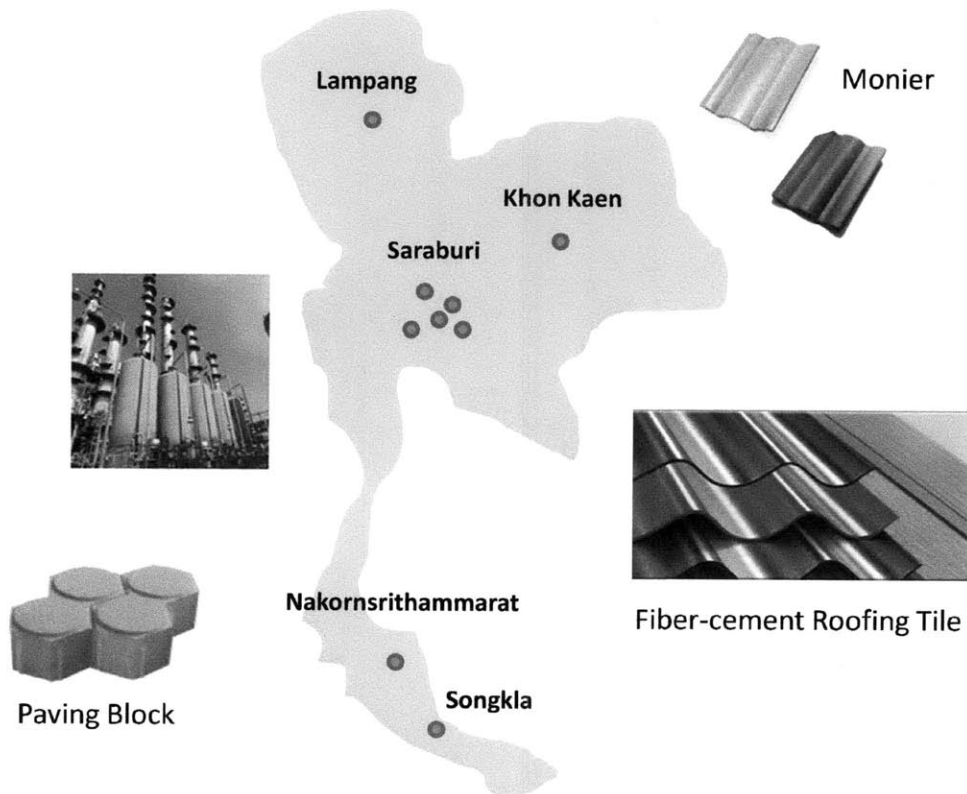 Lampang
Monier
Khon Kaen
Saraburi
Nakornsrithammarat
Fiber-cement Roofing Tile
Songkla
Paving Block